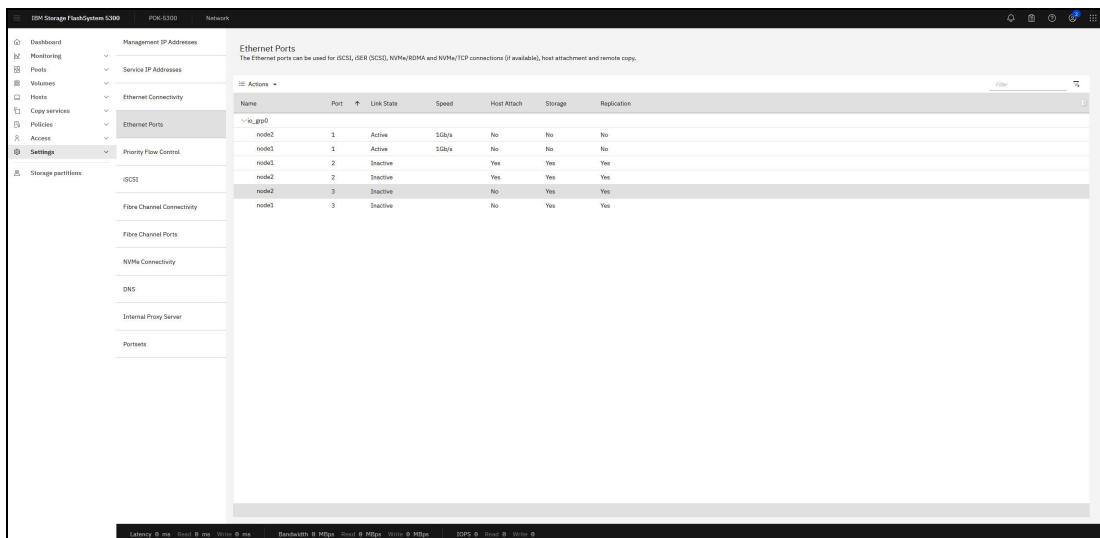 IBM Storage FlashSystem 5300 POK-5300 Network
Dashboard
Monitoring
Pools
Volumes
Hosts
Copy services
Policies
Access
Settings
Storage partitions
Management IP Addresses
Service IP Addresses
Ethernet Connectivity
Ethernet Ports
Priority Flow Control
iSCSI
Fibre Channel Connectivity
Fibre Channel Ports
NVMe Connectivity
DNS
Internal Proxy Server
Portsets
Ethernet Ports
The Ethernet ports can be used for iSCSI, iSER (SCSI), NVMe/RDMA and NVMe/TCP connections (if available), host attachment and remote copy.
Actions Filter
Name Port Link State Speed Host Attach Storage Replication
io_grp0
node2 1 Active 1Gb/s No No No
node1 1 Active 1Gb/s No No No
node1 2 Inactive Yes Yes Yes
node2 2 Inactive Yes Yes Yes
node2 3 Inactive No Yes Yes
node1 3 Inactive No Yes Yes
Latency 0 ms Read 0 ms Write 0 ms Bandwidth 0 MBps Read 0 MBps Write 0 MBps IOPS 0 Read 0 Write 0